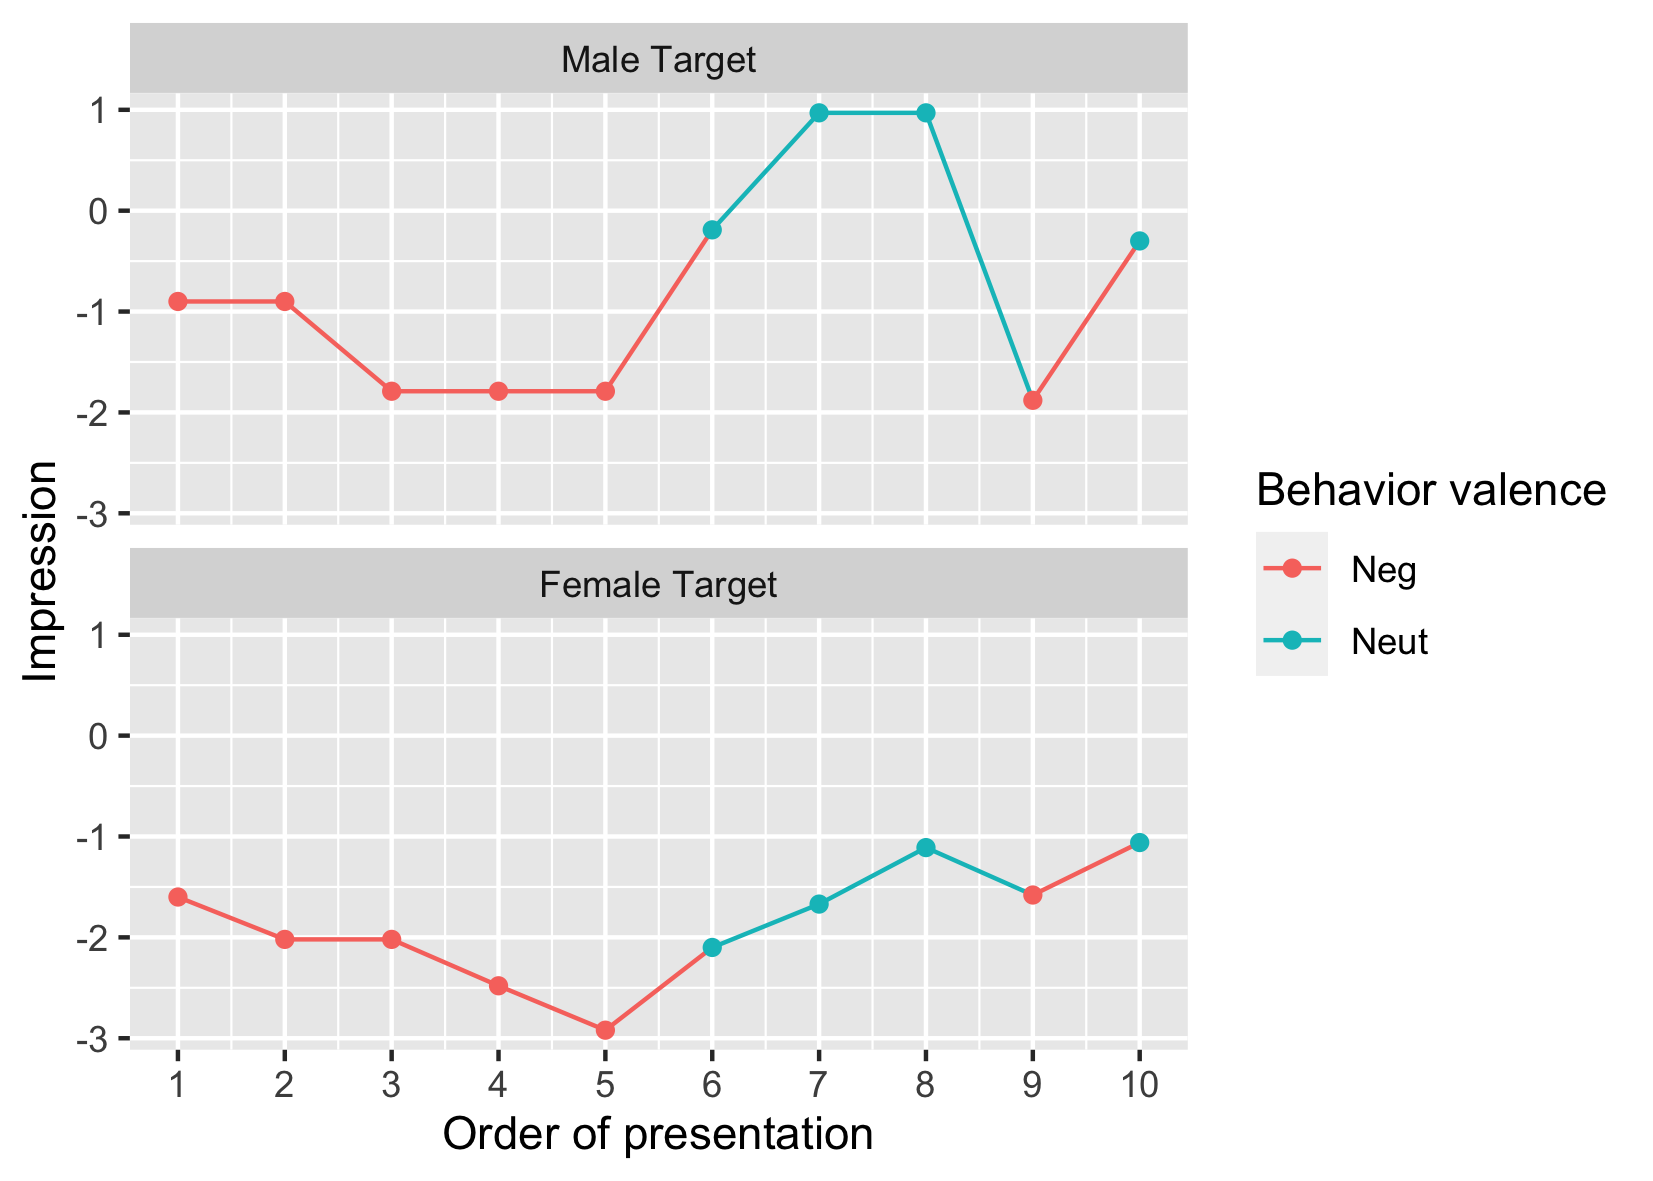 Male Target
1
0
-1
-2
-3
Impression
Female Target
1
0
-1
-2
-3
1 2 3 4 5 6 7 8 9 10
Order of presentation
Behavior valence
Neg
Neut